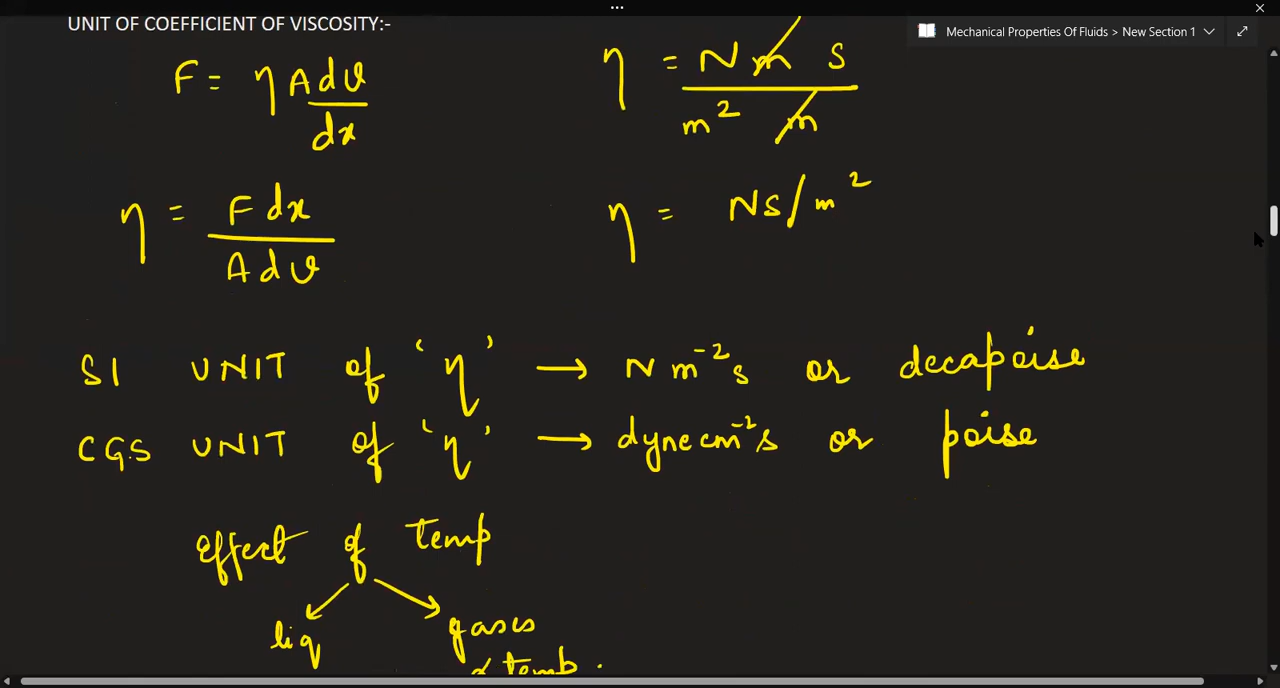 UNIT OF COEFFICIENT OF VISCOSITY:-
Mechanical Properties Of Fluids > New Section 1
F = η A dv/dx
η = N m s / m² m
η = F dx / A dv
η = Ns/m²
SI UNIT of 'η' → N m⁻² s or decapoise
CGS UNIT of 'η' → dyne cm⁻² s or poise
Effect of temp
liq
gases
∝ temp.